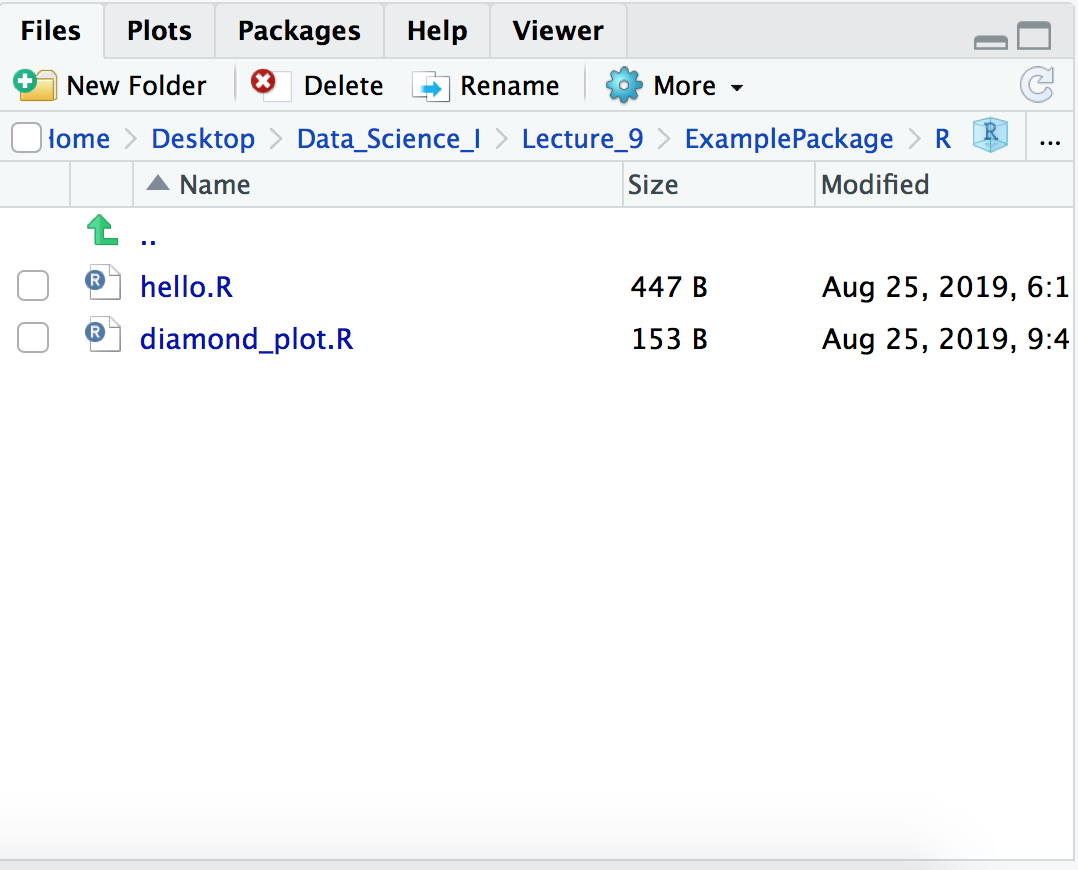 Files Plots Packages Help Viewer
New Folder Delete Rename More
Home Desktop Data_Science_I Lecture_9 ExamplePackage R R ...
Name Size Modified
..
R hello.R 447 B Aug 25, 2019, 6:1
R diamond_plot.R 153 B Aug 25, 2019, 9:4